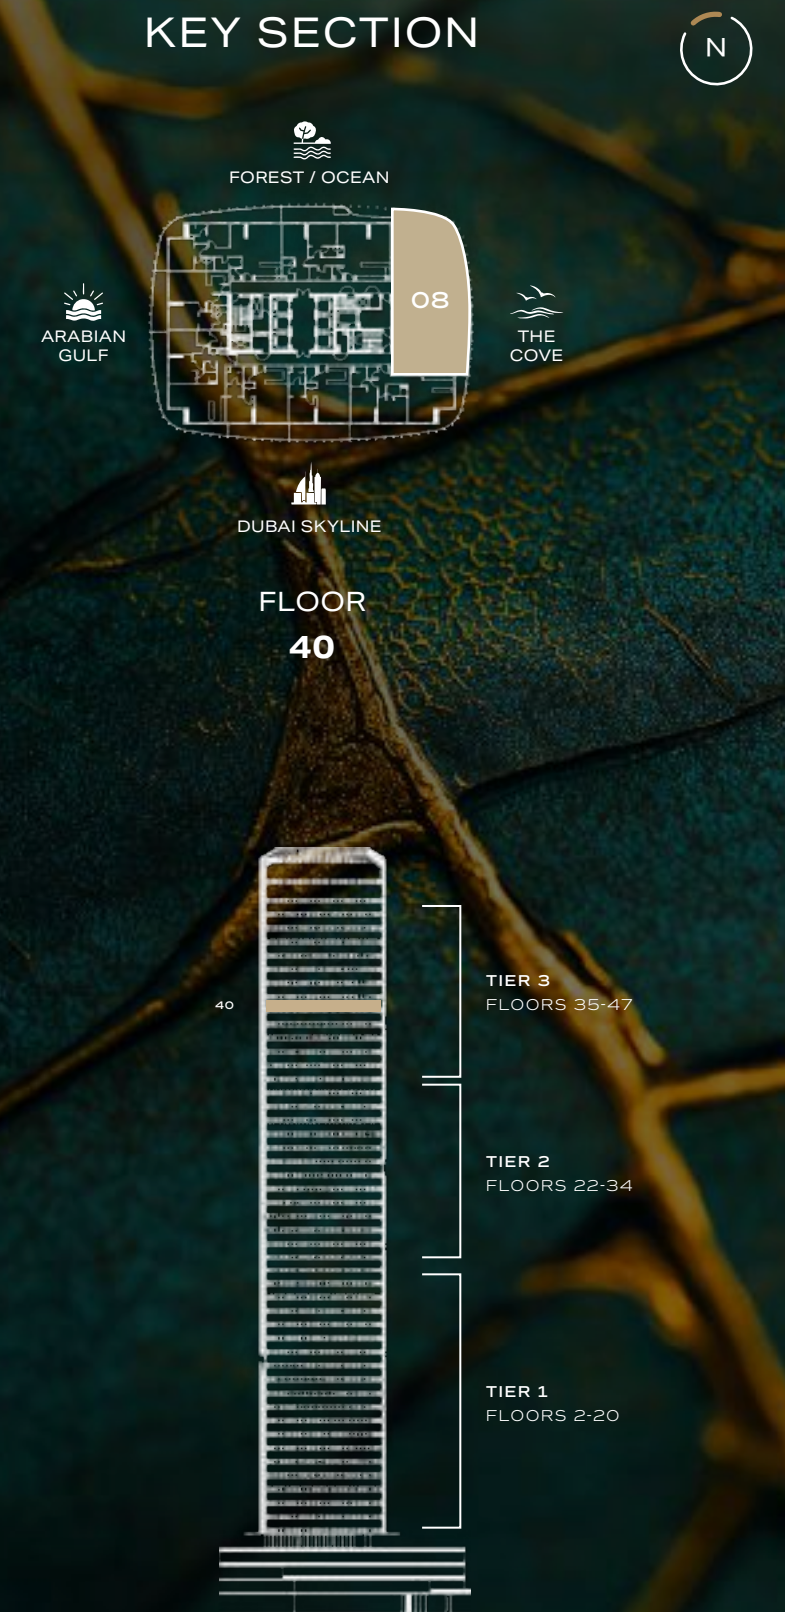 KEY SECTION
N
FOREST / OCEAN
08
ARABIAN
GULF
THE
COVE
DUBAI SKYLINE
FLOOR
40
TIER 3
FLOORS 35-47
40
TIER 2
FLOORS 22-34
TIER 1
FLOORS 2-20